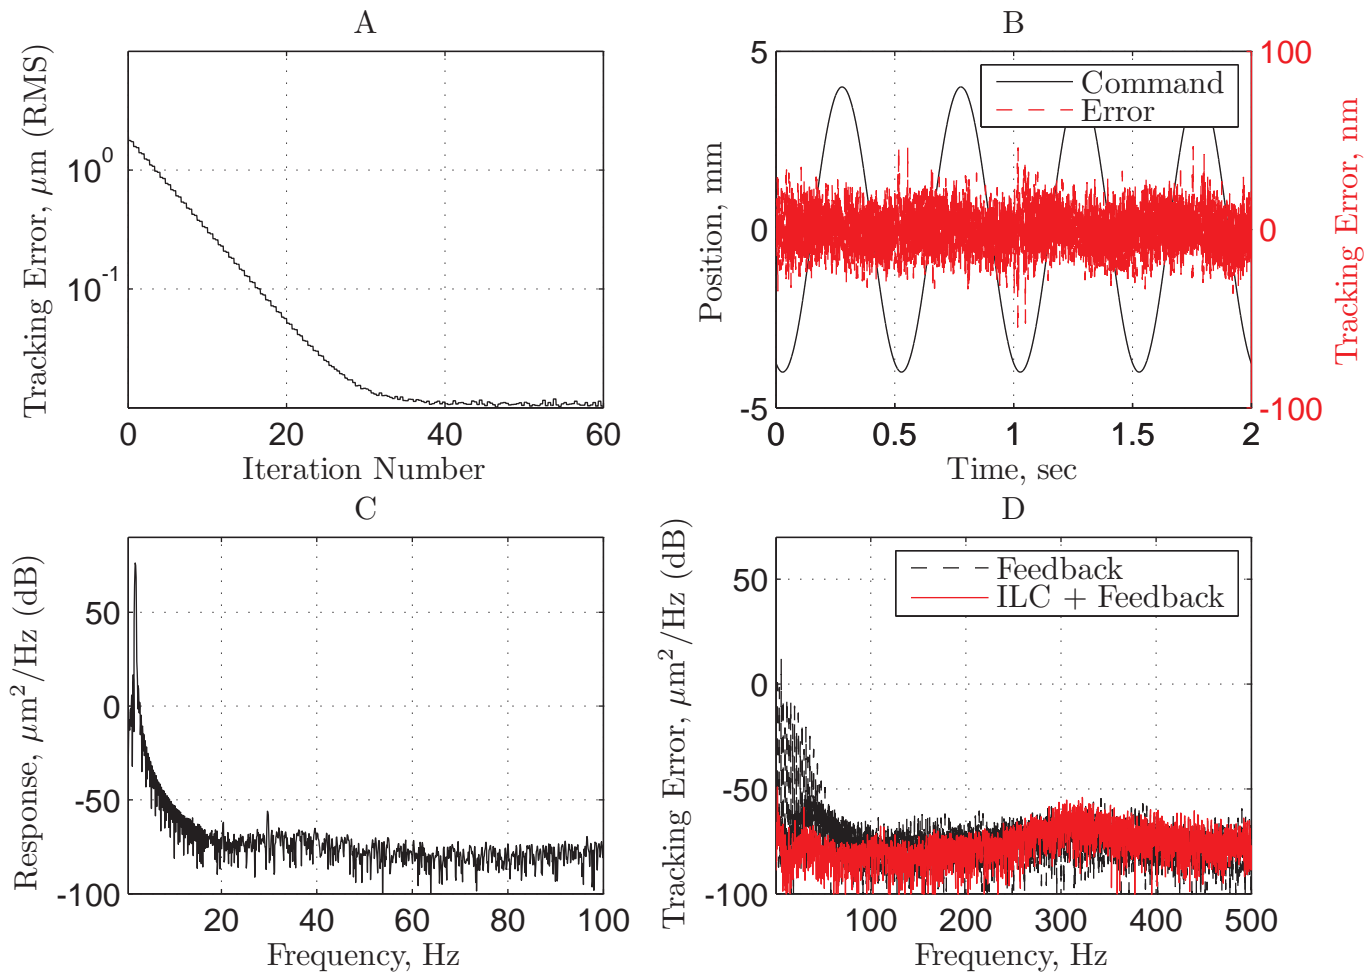 A
Tracking Error, μm (RMS)
10^0
10^-1
0 20 40 60
Iteration Number
B
Position, mm
5
0
-5
Command
Error
100
0
-100
Tracking Error, nm
0 0.5 1 1.5 2
Time, sec
C
Response, μm²/Hz (dB)
50
0
-50
-100
20 40 60 80 100
Frequency, Hz
D
Tracking Error, μm²/Hz (dB)
50
0
-50
-100
Feedback
ILC + Feedback
100 200 300 400 500
Frequency, Hz